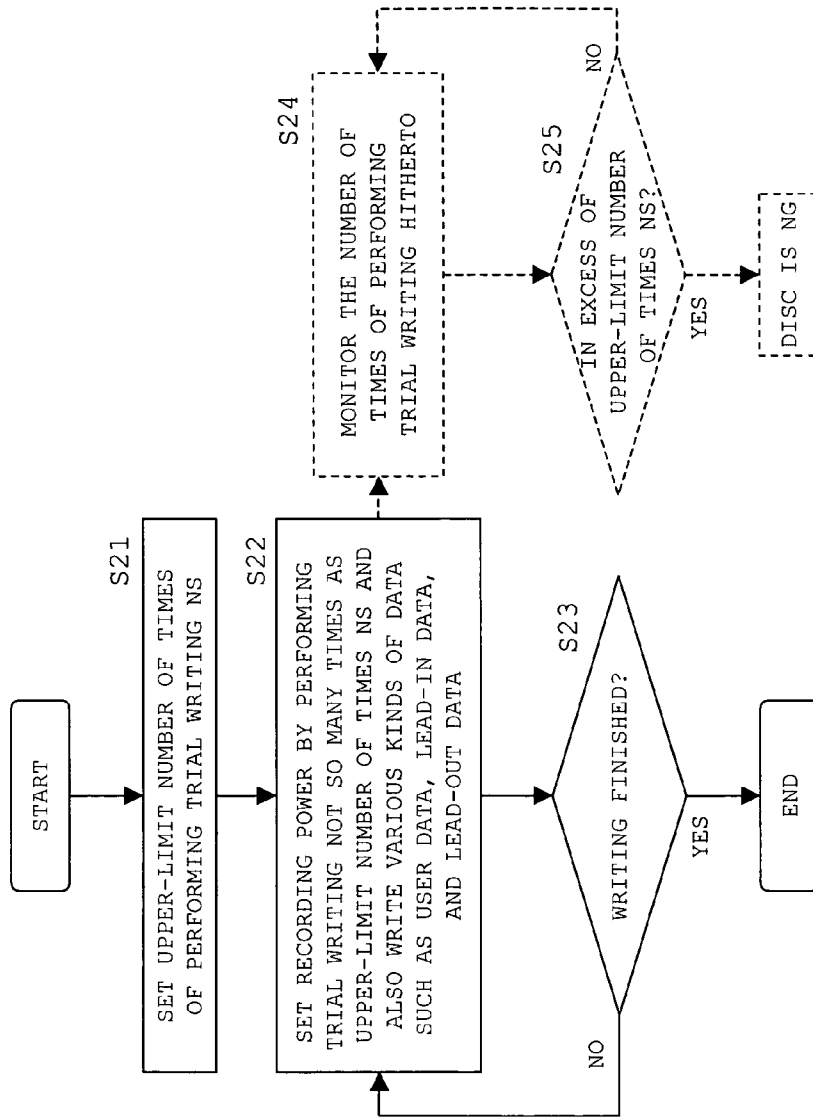 START
S21
SET UPPER-LIMIT NUMBER OF TIMES
OF PERFORMING TRIAL WRITING NS
S22
SET RECORDING POWER BY PERFORMING
TRIAL WRITING NOT SO MANY TIMES AS
UPPER-LIMIT NUMBER OF TIMES NS AND
ALSO WRITE VARIOUS KINDS OF DATA
SUCH AS USER DATA, LEAD-IN DATA,
AND LEAD-OUT DATA
S23
WRITING FINISHED?
NO
YES
END
S24
MONITOR THE NUMBER OF
TIMES OF PERFORMING
TRIAL WRITING HITHERTO
S25
IN EXCESS OF
UPPER-LIMIT NUMBER
OF TIMES NS?
NO
YES
DISC IS NG